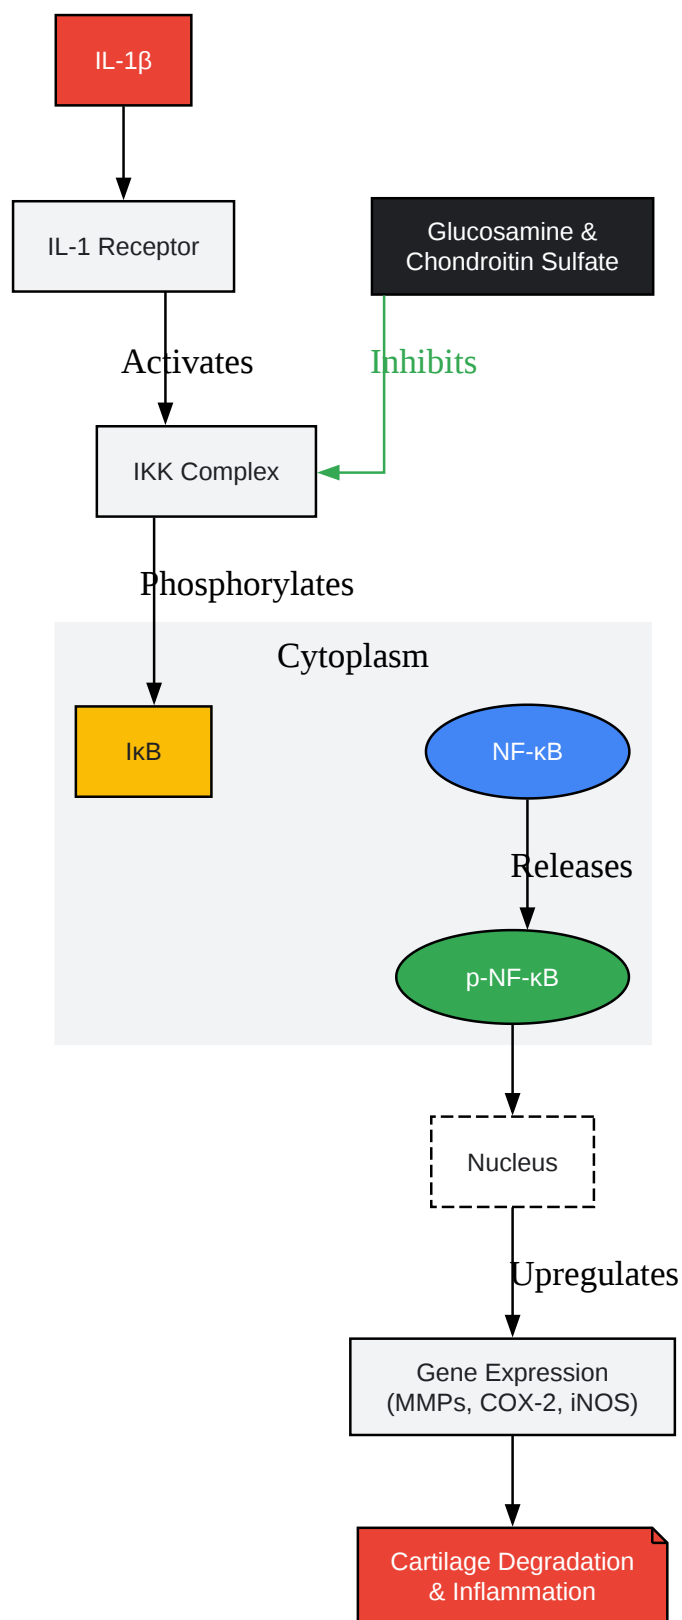 IL-1β
IL-1 Receptor
Glucosamine &
Chondroitin Sulfate
Activates
Inhibits
IKK Complex
Phosphorylates
Cytoplasm
IκB
NF-κB
Releases
p-NF-κB
Nucleus
Upregulates
Gene Expression
(MMPs, COX-2, iNOS)
Cartilage Degradation
& Inflammation